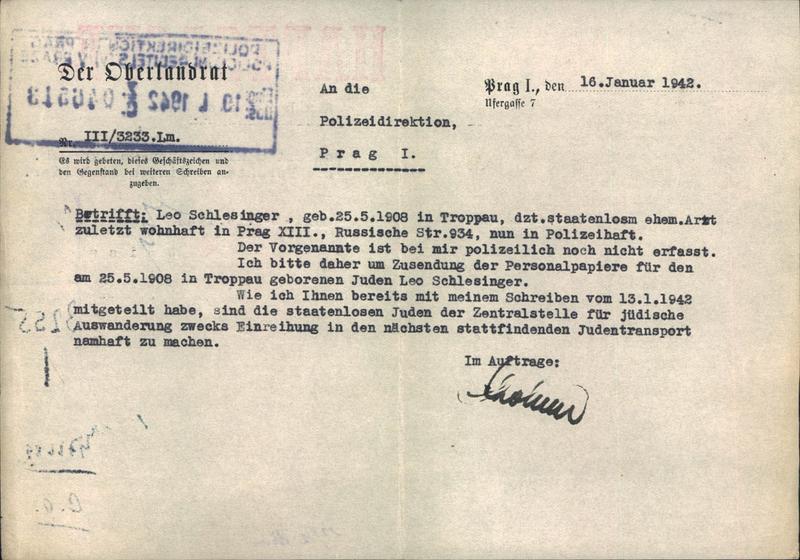 Der Oberlandrat
Nr. III/3233.Lm.
Es wird gebeten, dieses Geschäftszeichen und
den Gegenstand bei weiteren Schreiben an-
zugeben.
An die
Polizeidirektion,
Prag I.
Prag I., den 16.Januar 1942.
Ufergasse 7
Betrifft: Leo Schlesinger , geb.25.5.1908 in Troppau, dzt.staatenlosm ehem.Arzt
zuletzt wohnhaft in Prag XIII., Russische Str.934, nun in Polizeihaft.
Der Vorgenannte ist bei mir polizeilich noch nicht erfasst.
Ich bitte daher um Zusendung der Personalpapiere für den
am 25.5.1908 in Troppau geborenen Juden Leo Schlesinger.
Wie ich Ihnen bereits mit meinem Schreiben vom 13.1.1942
mitgeteilt habe, sind die staatenlosen Juden der Zentralstelle für jüdische
Auswanderung zwecks Einreihung in den nächsten stattfindenden Judentransport
namhaft zu machen.
Im Auftrage: